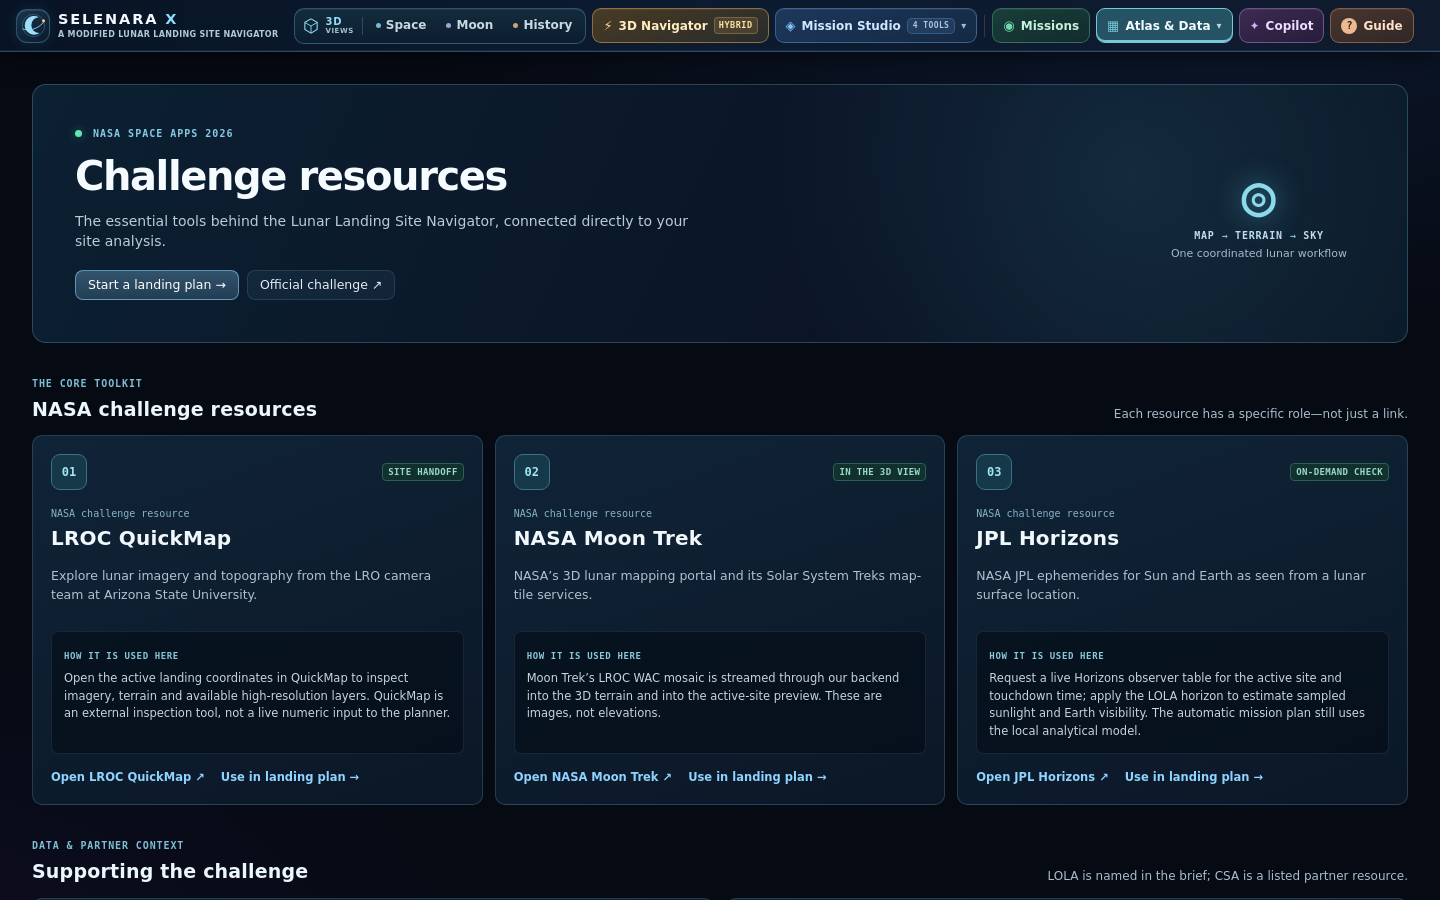 SELENARA X
A MODIFIED LUNAR LANDING SITE NAVIGATOR
3D VIEWS
Space
Moon
History
⚡ 3D Navigator HYBRID
◈ Mission Studio 4 TOOLS ▾
◉ Missions
▦ Atlas & Data ▾
✦ Copilot
? Guide
NASA SPACE APPS 2026
Challenge resources
The essential tools behind the Lunar Landing Site Navigator, connected directly to your
site analysis.
Start a landing plan →
Official challenge ↗
◎
MAP → TERRAIN → SKY
One coordinated lunar workflow
THE CORE TOOLKIT
NASA challenge resources
Each resource has a specific role—not just a link.
01
SITE HANDOFF
NASA challenge resource
LROC QuickMap
Explore lunar imagery and topography from the LRO camera
team at Arizona State University.
HOW IT IS USED HERE
Open the active landing coordinates in QuickMap to inspect
imagery, terrain and available high-resolution layers. QuickMap is
an external inspection tool, not a live numeric input to the planner.
Open LROC QuickMap ↗
Use in landing plan →
02
IN THE 3D VIEW
NASA challenge resource
NASA Moon Trek
NASA’s 3D lunar mapping portal and its Solar System Treks map-
tile services.
HOW IT IS USED HERE
Moon Trek’s LROC WAC mosaic is streamed through our backend
into the 3D terrain and into the active-site preview. These are
images, not elevations.
Open NASA Moon Trek ↗
Use in landing plan →
03
ON-DEMAND CHECK
NASA challenge resource
JPL Horizons
NASA JPL ephemerides for Sun and Earth as seen from a lunar
surface location.
HOW IT IS USED HERE
Request a live Horizons observer table for the active site and
touchdown time; apply the LOLA horizon to estimate sampled
sunlight and Earth visibility. The automatic mission plan still uses
the local analytical model.
Open JPL Horizons ↗
Use in landing plan →
DATA & PARTNER CONTEXT
Supporting the challenge
LOLA is named in the brief; CSA is a listed partner resource.